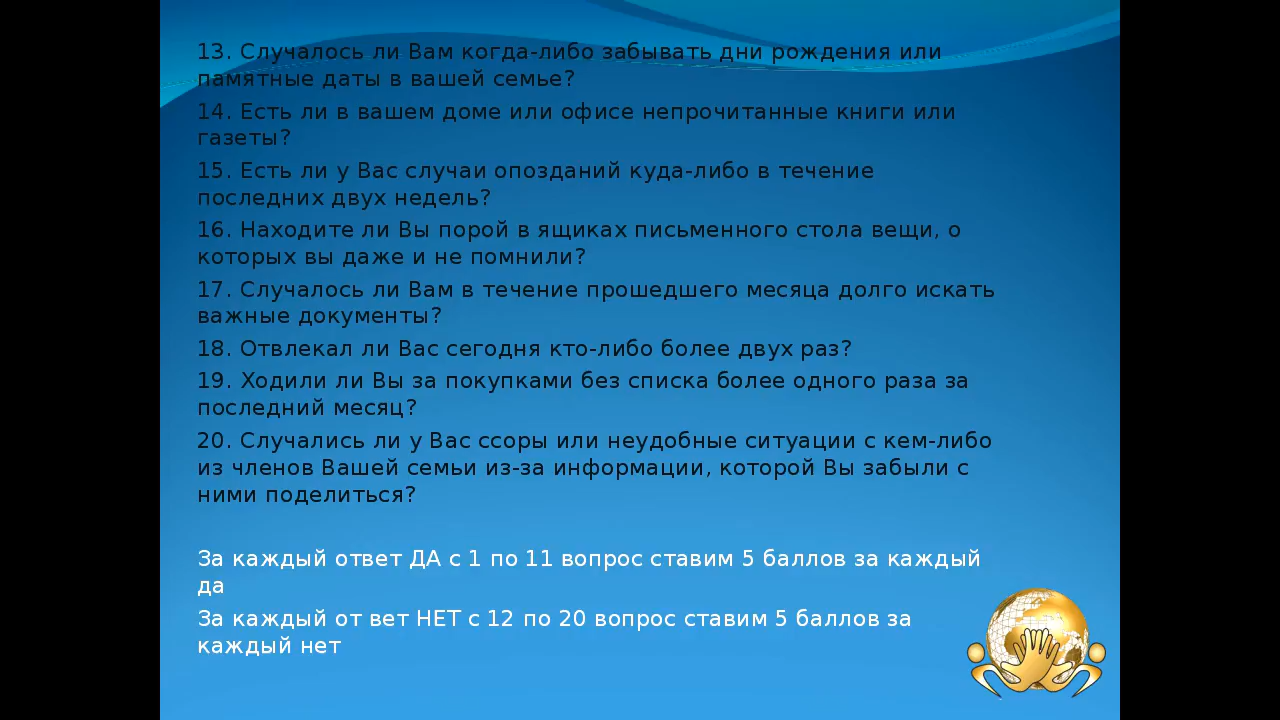 13. Случалось ли Вам когда-либо забывать дни рождения или
памятные даты в вашей семье?
14. Есть ли в вашем доме или офисе непрочитанные книги или
газеты?
15. Есть ли у Вас случаи опозданий куда-либо в течение
последних двух недель?
16. Находите ли Вы порой в ящиках письменного стола вещи, о
которых вы даже и не помнили?
17. Случалось ли Вам в течение прошедшего месяца долго искать
важные документы?
18. Отвлекал ли Вас сегодня кто-либо более двух раз?
19. Ходили ли Вы за покупками без списка более одного раза за
последний месяц?
20. Случались ли у Вас ссоры или неудобные ситуации с кем-либо
из членов Вашей семьи из-за информации, которой Вы забыли с
ними поделиться?
За каждый ответ ДА с 1 по 11 вопрос ставим 5 баллов за каждый
да
За каждый от вет НЕТ с 12 по 20 вопрос ставим 5 баллов за
каждый нет